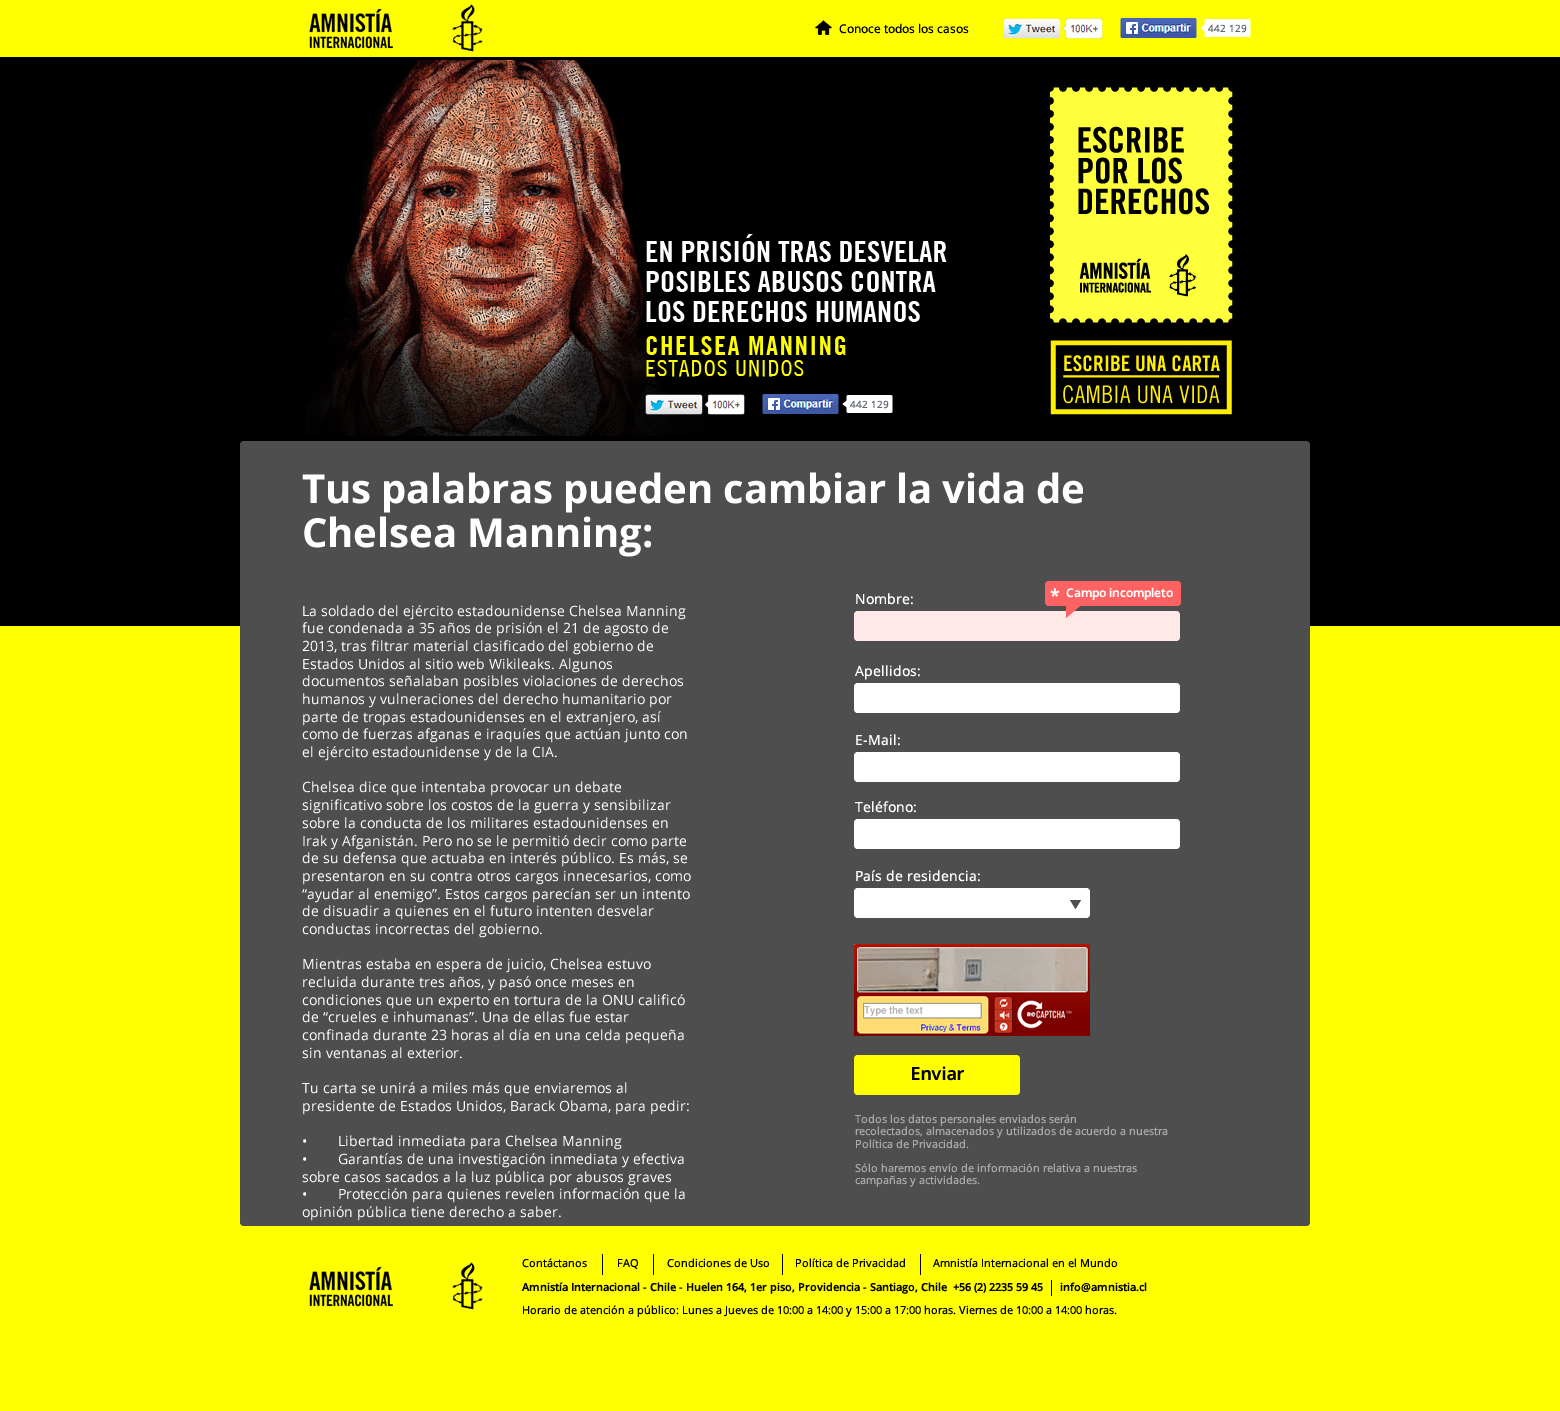 AMNISTÍA
INTERNACIONAL
Conoce todos los casos
Tweet 100K+
Compartir 442 129
ESCRIBE
POR LOS
DERECHOS
AMNISTÍA
INTERNACIONAL
EN PRISIÓN TRAS DESVELAR
POSIBLES ABUSOS CONTRA
LOS DERECHOS HUMANOS
CHELSEA MANNING
ESTADOS UNIDOS
Tweet 100K+
Compartir 442 129
ESCRIBE UNA CARTA
CAMBIA UNA VIDA
Tus palabras pueden cambiar la vida de
Chelsea Manning:
La soldado del ejército estadounidense Chelsea Manning
fue condenada a 35 años de prisión el 21 de agosto de
2013, tras filtrar material clasificado del gobierno de
Estados Unidos al sitio web Wikileaks. Algunos
documentos señalaban posibles violaciones de derechos
humanos y vulneraciones del derecho humanitario por
parte de tropas estadounidenses en el extranjero, así
como de fuerzas afganas e iraquíes que actúan junto con
el ejército estadounidense y de la CIA.
Chelsea dice que intentaba provocar un debate
significativo sobre los costos de la guerra y sensibilizar
sobre la conducta de los militares estadounidenses en
Irak y Afganistán. Pero no se le permitió decir como parte
de su defensa que actuaba en interés público. Es más, se
presentaron en su contra otros cargos innecesarios, como
“ayudar al enemigo”. Estos cargos parecían ser un intento
de disuadir a quienes en el futuro intenten desvelar
conductas incorrectas del gobierno.
Mientras estaba en espera de juicio, Chelsea estuvo
recluida durante tres años, y pasó once meses en
condiciones que un experto en tortura de la ONU calificó
de “crueles e inhumanas”. Una de ellas fue estar
confinada durante 23 horas al día en una celda pequeña
sin ventanas al exterior.
Tu carta se unirá a miles más que enviaremos al
presidente de Estados Unidos, Barack Obama, para pedir:
• Libertad inmediata para Chelsea Manning
• Garantías de una investigación inmediata y efectiva
sobre casos sacados a la luz pública por abusos graves
• Protección para quienes revelen información que la
opinión pública tiene derecho a saber.
Nombre:
* Campo incompleto
Apellidos:
E-Mail:
Teléfono:
País de residencia:
101
Type the text
Privacy & Terms
reCAPTCHA™
Enviar
Todos los datos personales enviados serán
recolectados, almacenados y utilizados de acuerdo a nuestra
Política de Privacidad.
Sólo haremos envío de información relativa a nuestras
campañas y actividades.
AMNISTÍA
INTERNACIONAL
Contáctanos | FAQ | Condiciones de Uso | Política de Privacidad | Amnistía Internacional en el Mundo
Amnistía Internacional - Chile - Huelen 164, 1er piso, Providencia - Santiago, Chile +56 (2) 2235 59 45 | info@amnistia.cl
Horario de atención a público: Lunes a Jueves de 10:00 a 14:00 y 15:00 a 17:00 horas. Viernes de 10:00 a 14:00 horas.